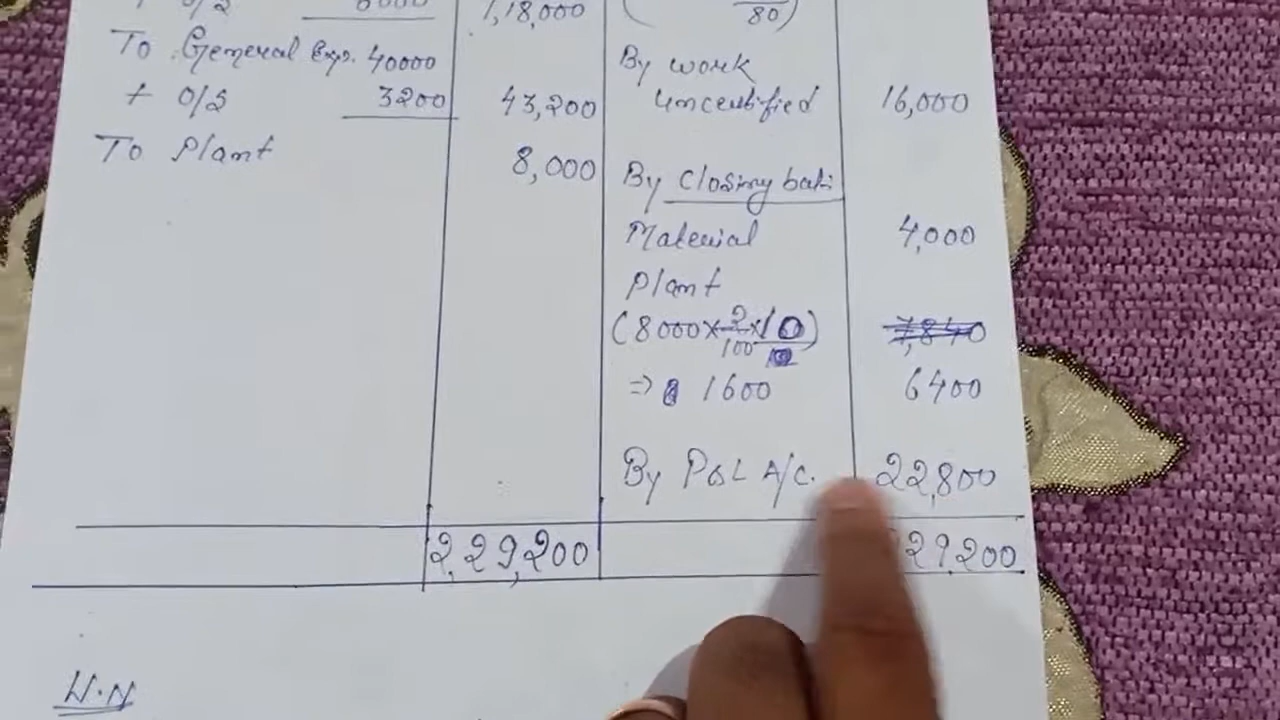 1,18,000
80)
To General Exp. 40000
+ O/S 3200 43,200
To Plant 8,000
By work
uncertified 16,000
By Closing bal:
Material 4,000
Plant
(8000×2/100×10) 7,840
=> 1600 6400
By P&L A/C. 22,800
2,29,200 29,200
W.N